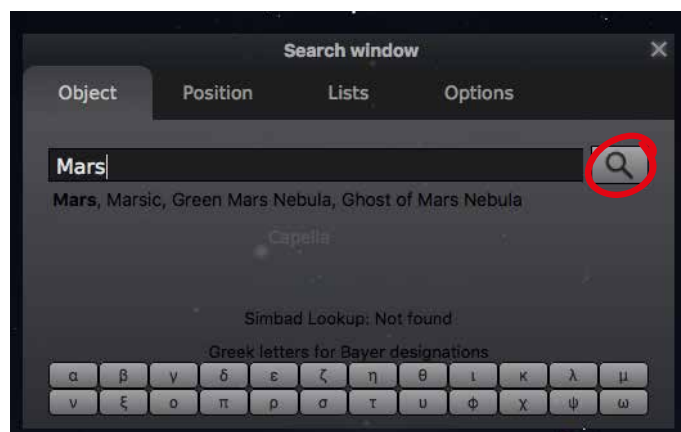 Search window
Object Position Lists Options
Mars
Mars, Marsic, Green Mars Nebula, Ghost of Mars Nebula
Capella
Simbad Lookup: Not found
Greek letters for Bayer designations
α β γ δ ε ζ η θ ι κ λ μ
ν ξ ο π ρ σ τ υ φ χ ψ ω